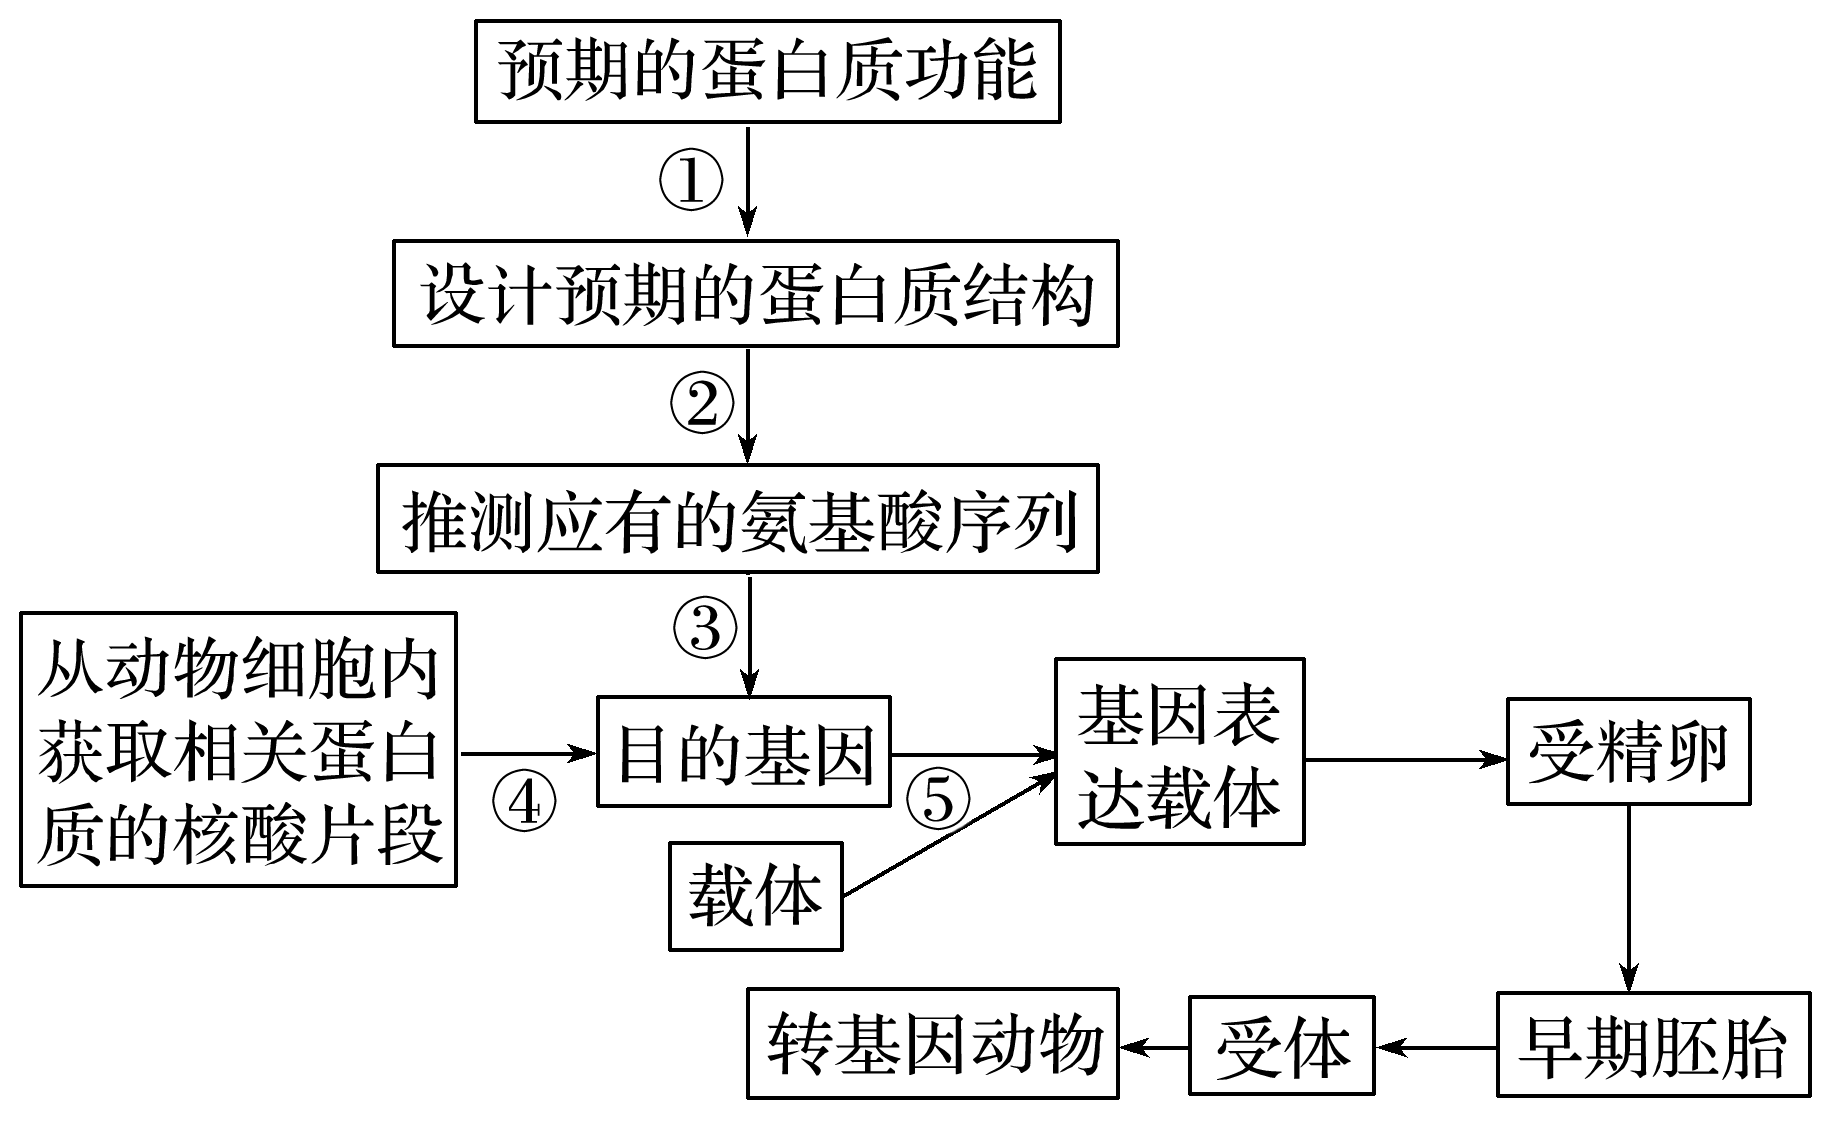 预期的蛋白质功能
①
设计预期的蛋白质结构
②
推测应有的氨基酸序列
③
从动物细胞内
获取相关蛋白
质的核酸片段
④
目的基因
⑤
载体
基因表
达载体
受精卵
早期胚胎
受体
转基因动物